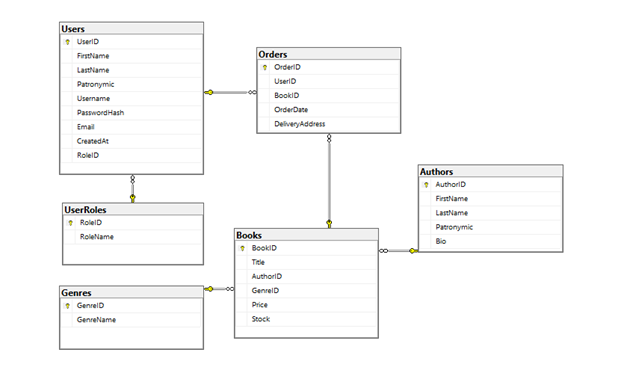 Users
UserID
FirstName
LastName
Patronymic
Username
PasswordHash
Email
CreatedAt
RoleID
Orders
OrderID
UserID
BookID
OrderDate
DeliveryAddress
UserRoles
RoleID
RoleName
Authors
AuthorID
FirstName
LastName
Patronymic
Bio
Books
BookID
Title
AuthorID
GenreID
Price
Stock
Genres
GenreID
GenreName